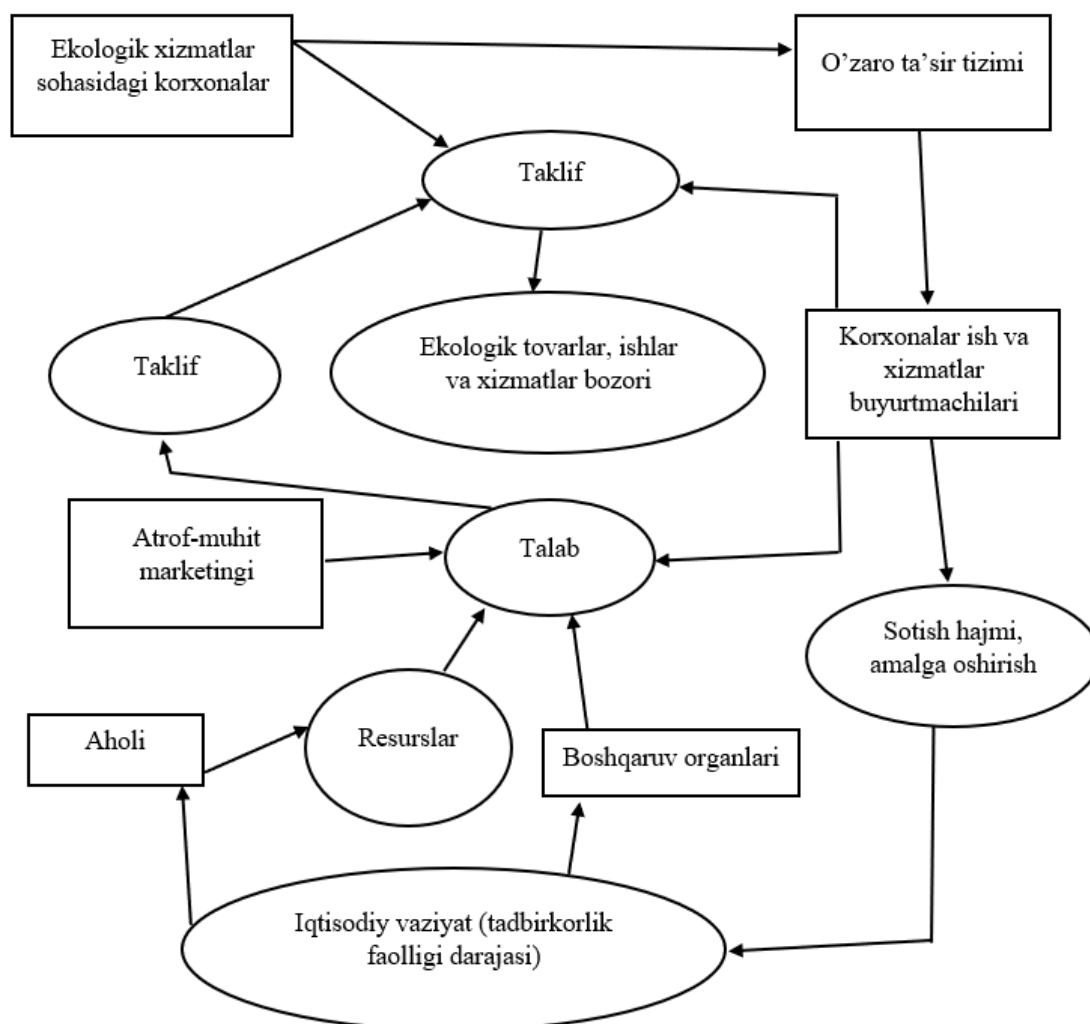 Ekologik xizmatlar
sohasidagi korxonalar
O’zaro ta’sir tizimi
Taklif
Taklif
Ekologik tovarlar, ishlar
va xizmatlar bozori
Korxonalar ish va
xizmatlar
buyurtmachilari
Atrof-muhit
marketingi
Talab
Sotish hajmi,
amalga oshirish
Aholi
Resurslar
Boshqaruv organlari
Iqtisodiy vaziyat (tadbirkorlik
faolligi darajasi)